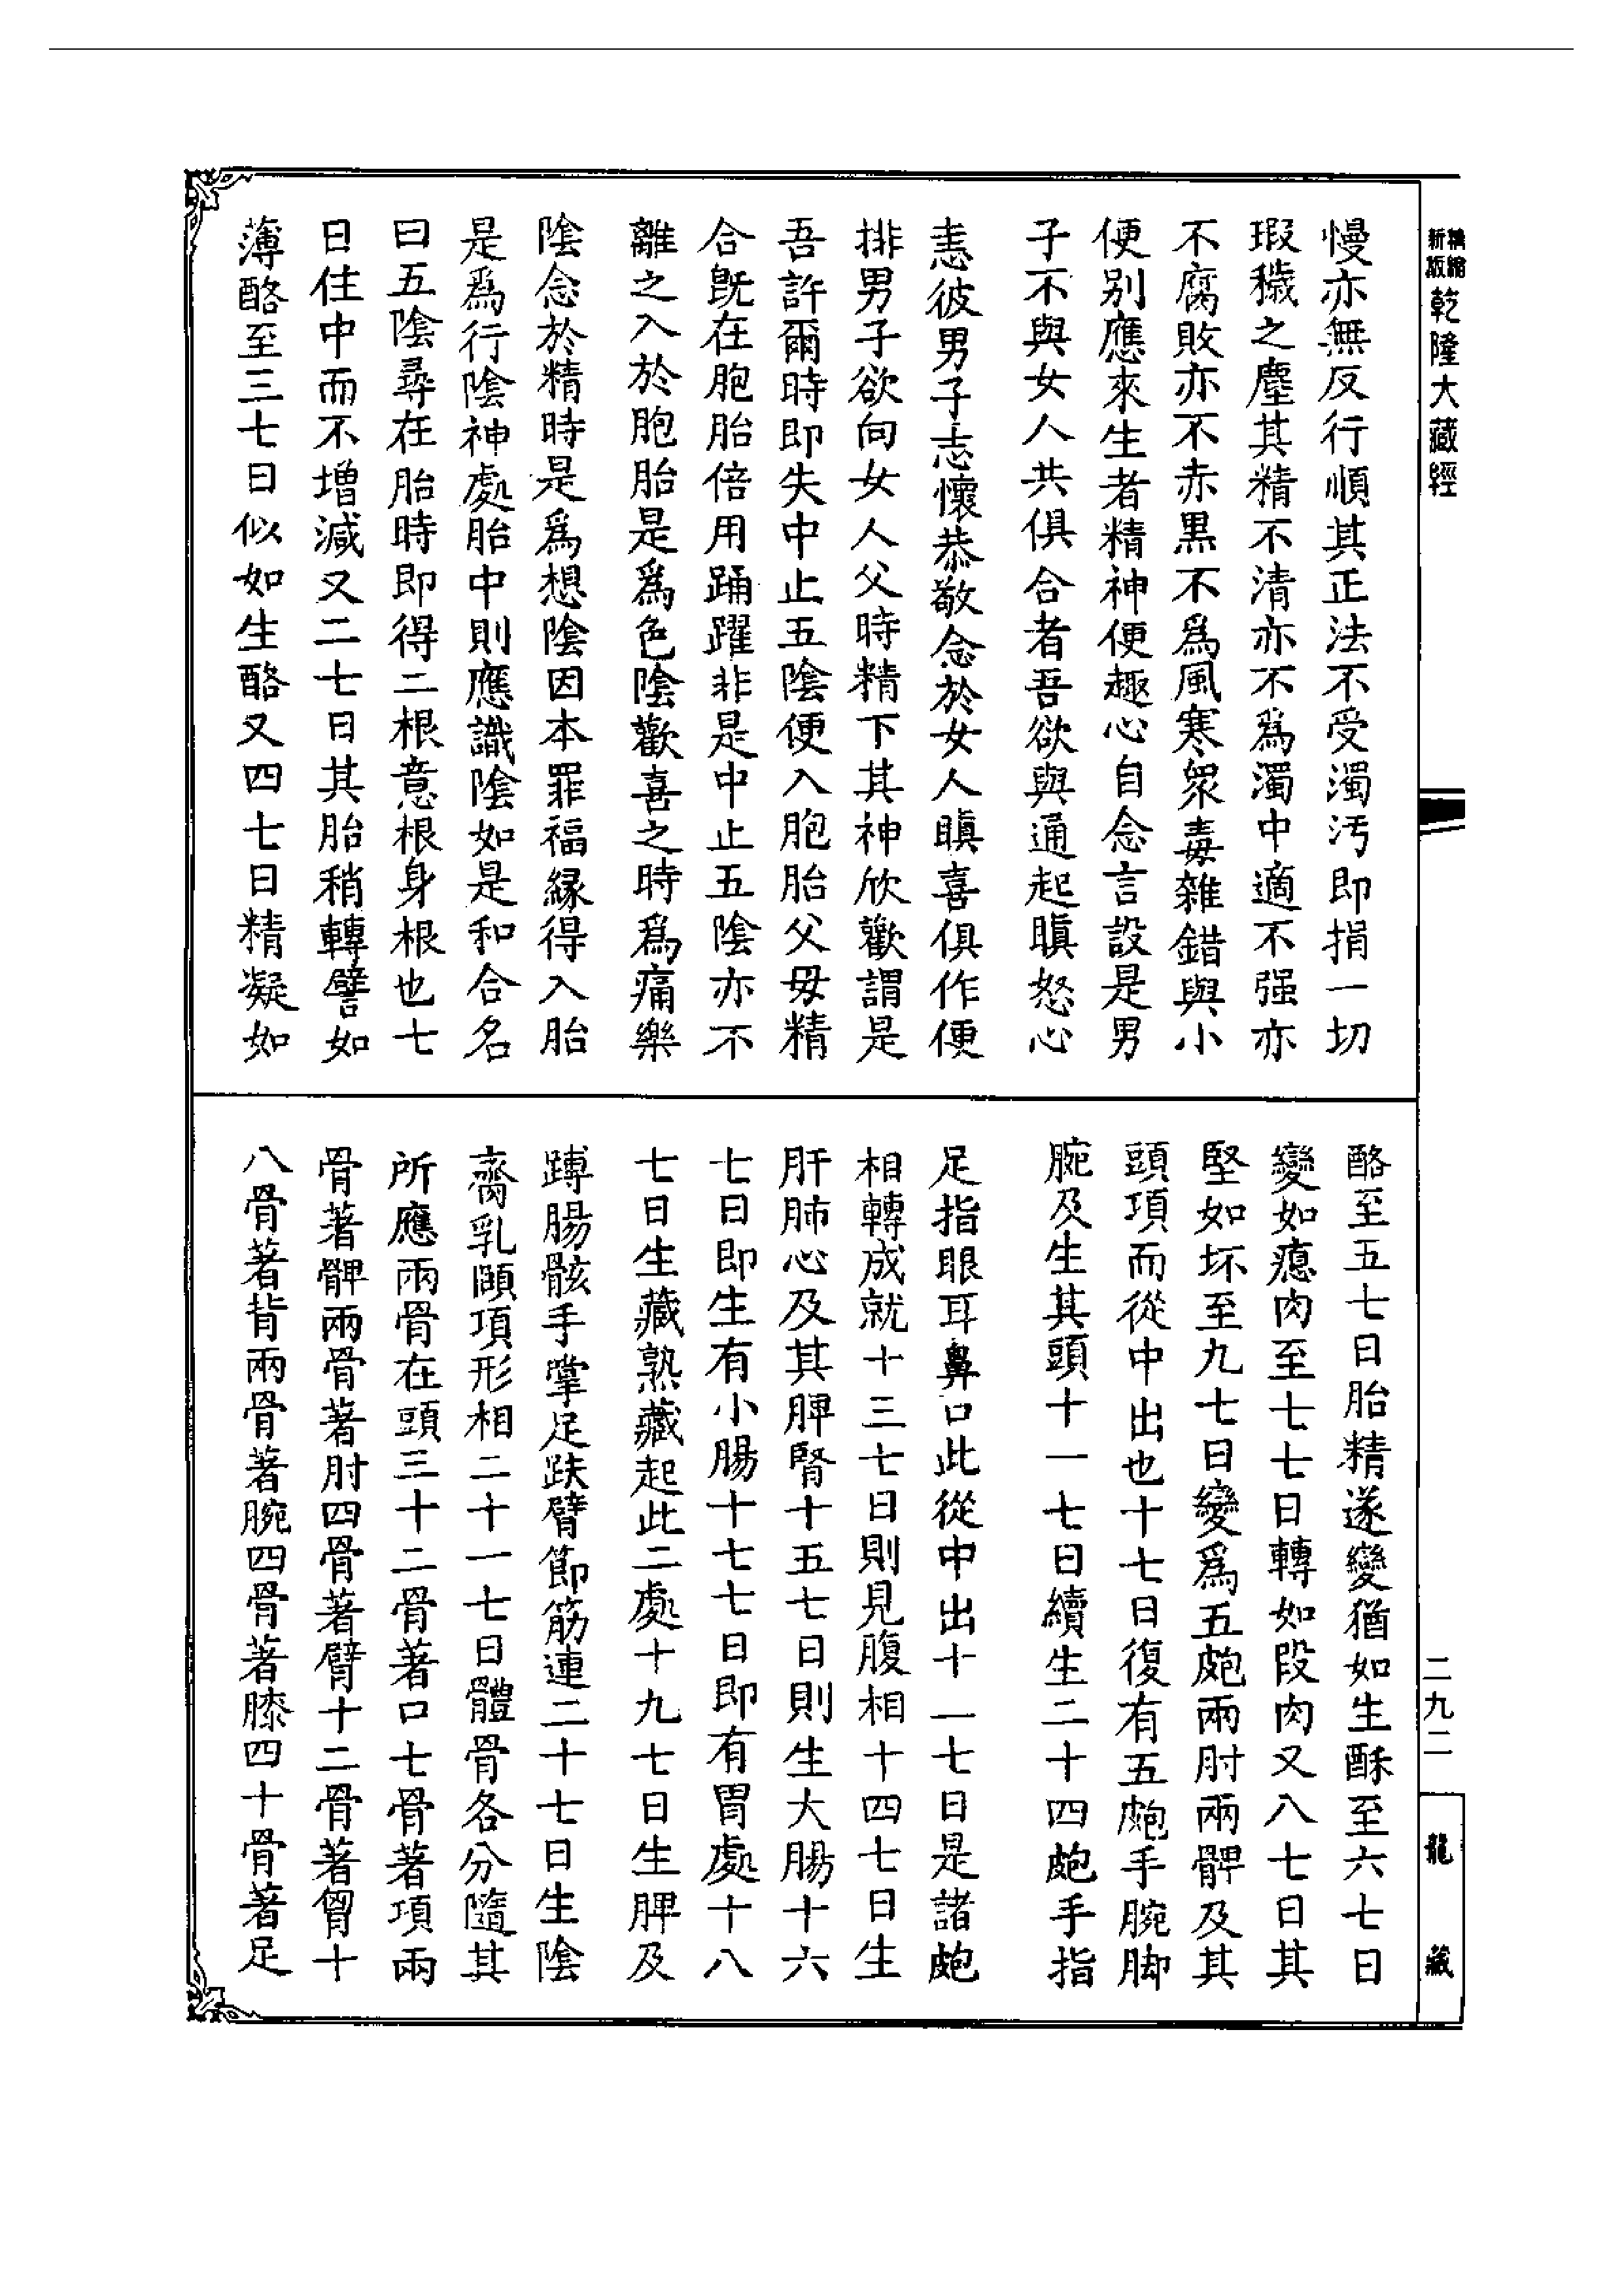 新版精縮乾隆大藏經
慢亦無反行順其正法不受濁汚即捐一切
瑕穢之塵其精不清亦不爲濁中適不强亦
不腐敗亦不赤黒不爲風寒衆毒雜錯與小
便别應來生者精神便趣心自念言設是男
子不與女人共俱合者吾欲與通起瞋怒心
恚彼男子志懷恭敬念於女人瞋喜俱作便
排男子欲向女人父時精下其神欣歡謂是
吾許爾時即失中止五隂便入胞胎父母精
合旣在胞胎倍用踊躍非是中止五隂亦不
離之入於胞胎是爲色隂歡喜之時爲痛樂
隂念於精時是爲想隂因本罪福縁得入胎
是爲行隂神處胎中則應識隂如是和合名
曰五隂尋在胎時即得二根意根身根也七
日住中而不增減又二七日其胎稍轉譬如
薄酪至三七日似如生酪又四七日精凝如
酪至五七日胎精遂變猶如生酥至六七日
變如瘜肉至七七日轉如段肉又八七日其
堅如坏至九七日變爲五皰兩肘兩髀及其
頭項而從中出也十七日復有五皰手腕脚
腕及生其頭十一七日續生二十四皰手指
足指眼耳鼻口此從中出十一七日是諸皰
相轉成就十三七日則見腹相十四七日生
肝肺心及其脾腎十五七日則生大腸十六
七日即生有小腸十七七日即有胃處十八
七日生藏熟藏起此二處十九七日生髀及
蹲腸骸手掌足趺臂節筋連二十七日生隂
臍乳頤項形相二十一七日體骨各分隨其
所應兩骨在頭三十二骨著口七骨著項兩
骨著髀兩骨著肘四骨著臂十二骨著胷十
八骨著背兩骨著腕四骨著膝四十骨著足
二九二
龍藏